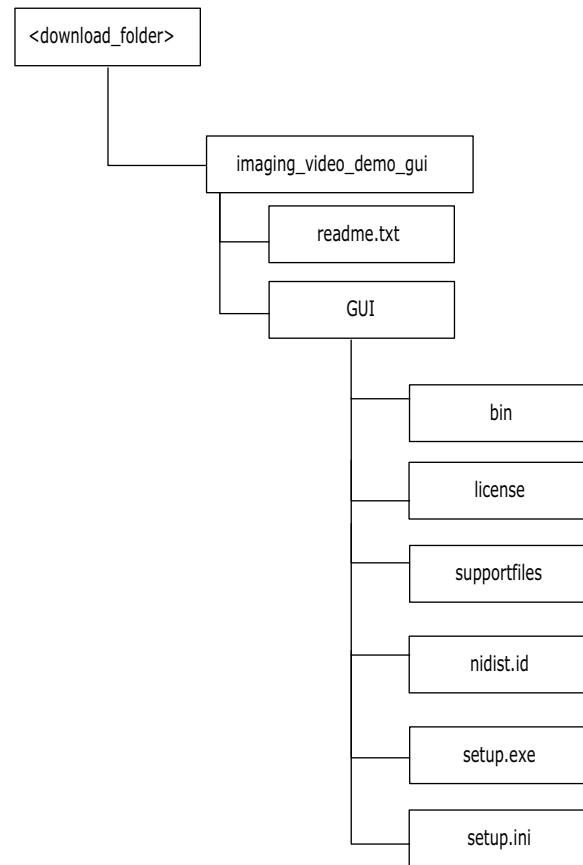 <download_folder>
imaging_video_demo_gui
readme.txt
GUI
bin
license
supportfiles
nidist.id
setup.exe
setup.ini